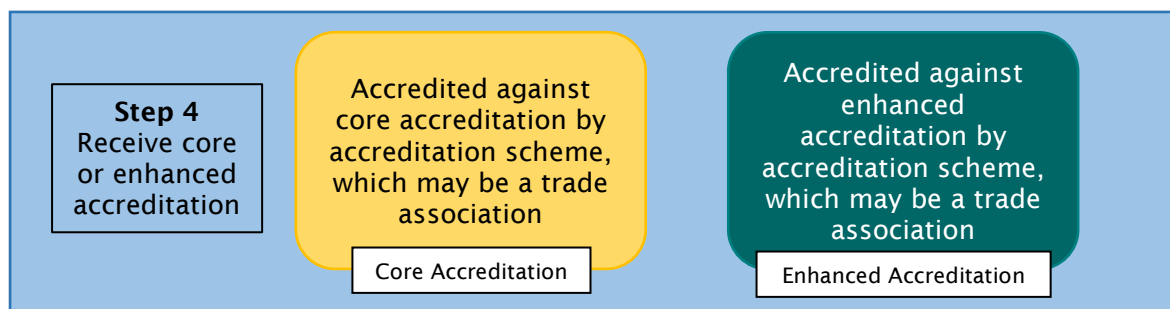 Step 4
Receive core
or enhanced
accreditation
Accredited against
core accreditation by
accreditation scheme,
which may be a trade
association
Core Accreditation
Accredited against
enhanced
accreditation by
accreditation scheme,
which may be a trade
association
Enhanced Accreditation